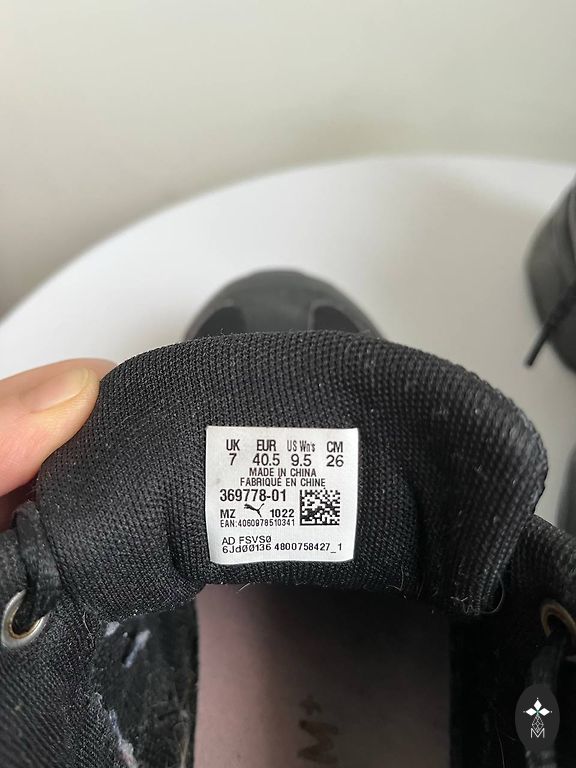 UK EUR US Wn's CM
7 40.5 9.5 26
MADE IN CHINA
FABRIQUÉ EN CHINE
369778-01
MZ 1022
EAN:4060978510341
AD FSVS0
6Jd00136 4800758427_1